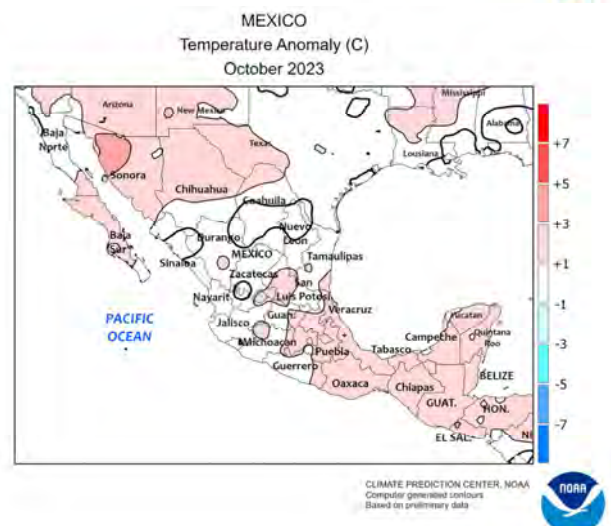 MEXICO
Temperature Anomaly (C)
October 2023
Arizona
New Mexico
Mississippi
Alabama
Baja
Norte
Texas
Lousiana
Sonora
Chihuahua
Coahuila
Baja
Sur
Durango
Nuevo
Leon
Sinaloa
MEXICO
Tamaulipas
Zacatecas
San
Luis Potosi
Nayarit
Veracruz
Yucatan
PACIFIC
OCEAN
Jalisco
Guan.
Quintana
Roo
Campeche
Michoacan
Puebla
Tabasco
Guerrero
BELIZE
Oaxaca
Chiapas
GUAT.
HON.
EL SAL.
NI
+7
+5
+3
+1
-1
-3
-5
-7
CLIMATE PREDICTION CENTER, NOAA
Computer generated contours
Based on preliminary data
NOAA